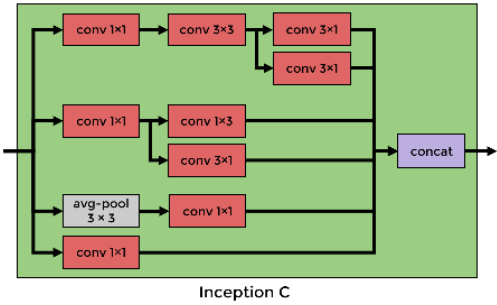 conv 1×1
conv 3×3
conv 3×1
conv 3×1
conv 1×1
conv 1×3
conv 3×1
concat
avg-pool
3 × 3
conv 1×1
conv 1×1
Inception C